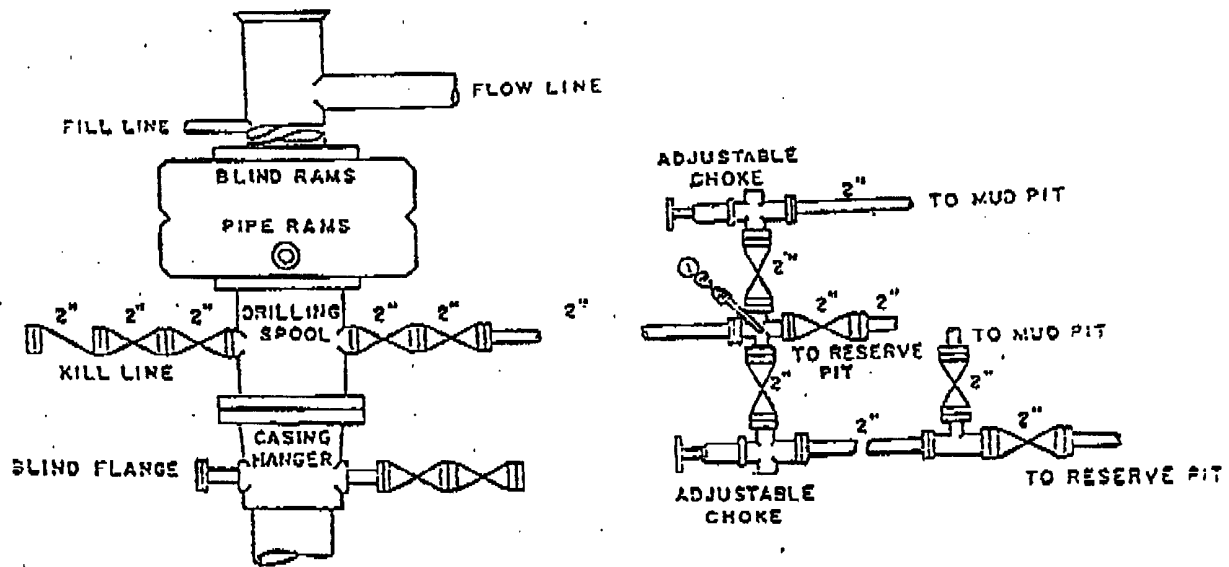 FLOW LINE
FILL LINE
BLIND RAMS
PIPE RAMS
2" 2" 2" DRILLING SPOOL 2" 2" 2"
KILL LINE
CASING
HANGER
BLIND FLANGE
ADJUSTABLE
CHOKE
2"
TO MUD PIT
2"
2" 2"
TO RESERVE
PIT
2"
TO MUD PIT
2"
2" 2"
TO RESERVE PIT
ADJUSTABLE
CHOKE